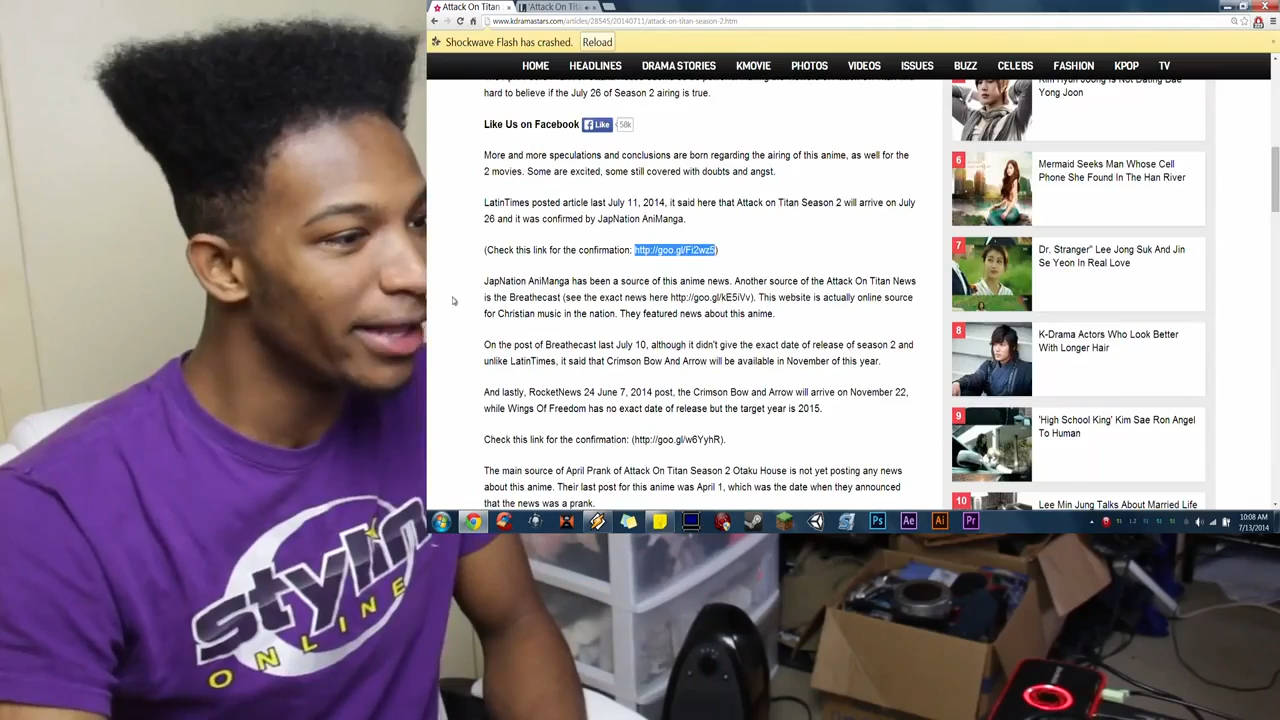 Attack On Titan
'Attack On Tit
www.kdramastars.com/articles/28545/20140711/attack-on-titan-season-2.htm
Shockwave Flash has crashed. Reload
HOME HEADLINES DRAMA STORIES KMOVIE PHOTOS VIDEOS ISSUES BUZZ CELEBS FASHION KPOP TV
hard to believe if the July 26 of Season 2 airing is true.
Like Us on Facebook Like 58k
More and more speculations and conclusions are born regarding the airing of this anime, as well for the
2 movies. Some are excited, some still covered with doubts and angst.
LatinTimes posted article last July 11, 2014, it said here that Attack on Titan Season 2 will arrive on July
26 and it was confirmed by JapNation AniManga.
(Check this link for the confirmation: http://goo.gl/Fi2wz5)
JapNation AniManga has been a source of this anime news. Another source of the Attack On Titan News
is the Breathecast (see the exact news here http://goo.gl/kE5iVv). This website is actually online source
for Christian music in the nation. They featured news about this anime.
On the post of Breathecast last July 10, although it didn't give the exact date of release of season 2 and
unlike LatinTimes, it said that Crimson Bow And Arrow will be available in November of this year.
And lastly, RocketNews 24 June 7, 2014 post, the Crimson Bow and Arrow will arrive on November 22,
while Wings Of Freedom has no exact date of release but the target year is 2015.
Check this link for the confirmation: (http://goo.gl/w6YyhR).
The main source of April Prank of Attack On Titan Season 2 Otaku House is not yet posting any news
about this anime. Their last post for this anime was April 1, which was the date when they announced
that the news was a prank.
Kim Hyun Joong Is Not Dating Bae
Yong Joon
6
Mermaid Seeks Man Whose Cell
Phone She Found In The Han River
7
Dr. Stranger" Lee Jong Suk And Jin
Se Yeon In Real Love
8
K-Drama Actors Who Look Better
With Longer Hair
9
'High School King' Kim Sae Ron Angel
To Human
10
Lee Min Jung Talks About Married Life
Ps Ae Ai Pr
10:08 AM
7/13/2014
styln
ONLINE